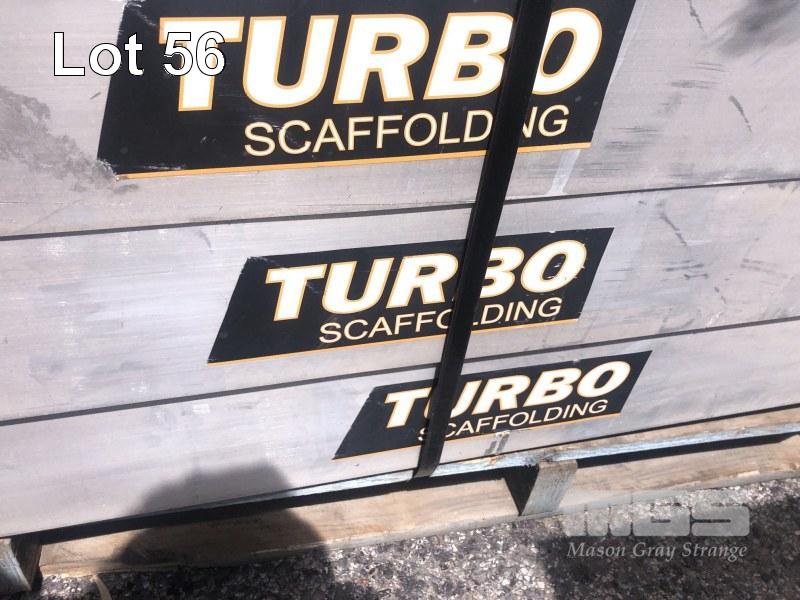 Lot 56
TURBO
SCAFFOLDING
TURBO
SCAFFOLDING
TURBO
SCAFFOLDING
MGS
Mason Gray Strange